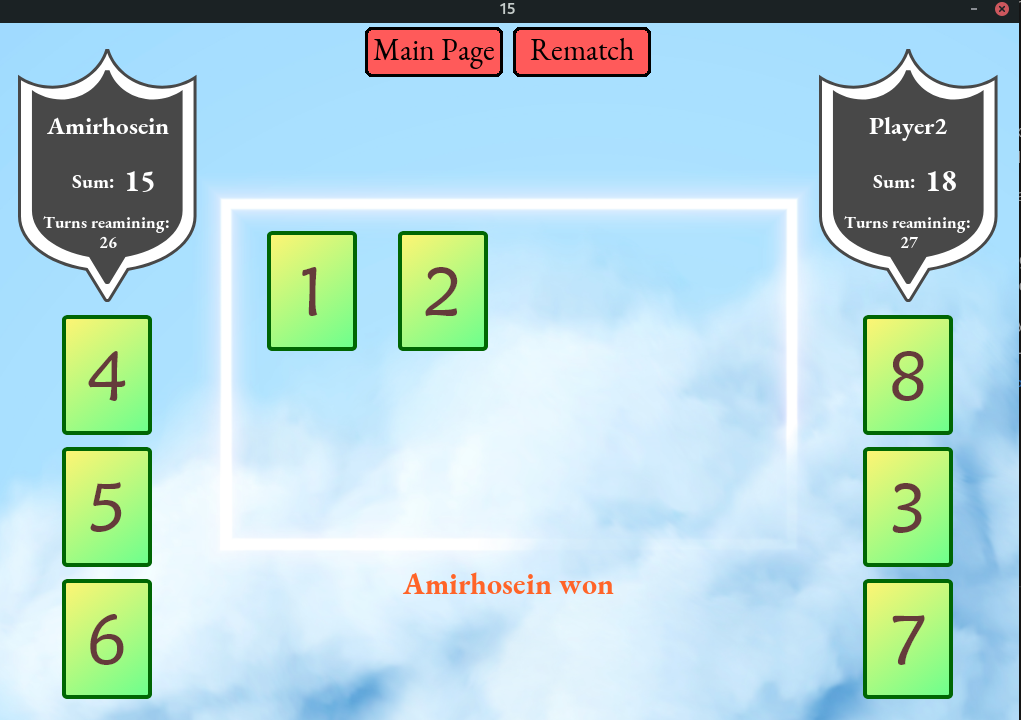 15
Main Page
Rematch
Amirhosein
Sum: 15
Turns reamining:
26
Player2
Sum: 18
Turns reamining:
27
1
2
4
5
6
8
3
7
Amirhosein won